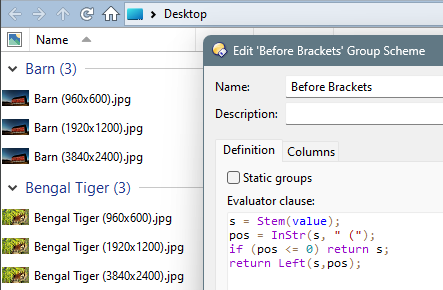 Desktop
Name
Edit 'Before Brackets' Group Scheme
Barn (3)
Name:
Before Brackets
Barn (960x600).jpg
Description:
Barn (1920x1200).jpg
Barn (3840x2400).jpg
Definition
Columns
Static groups
Bengal Tiger (3)
Evaluator clause:
Bengal Tiger (960x600).jpg
Bengal Tiger (1920x1200).jpg
Bengal Tiger (3840x2400).jpg
s = Stem(value);
pos = InStr(s, " (");
if (pos <= 0) return s;
return Left(s,pos);